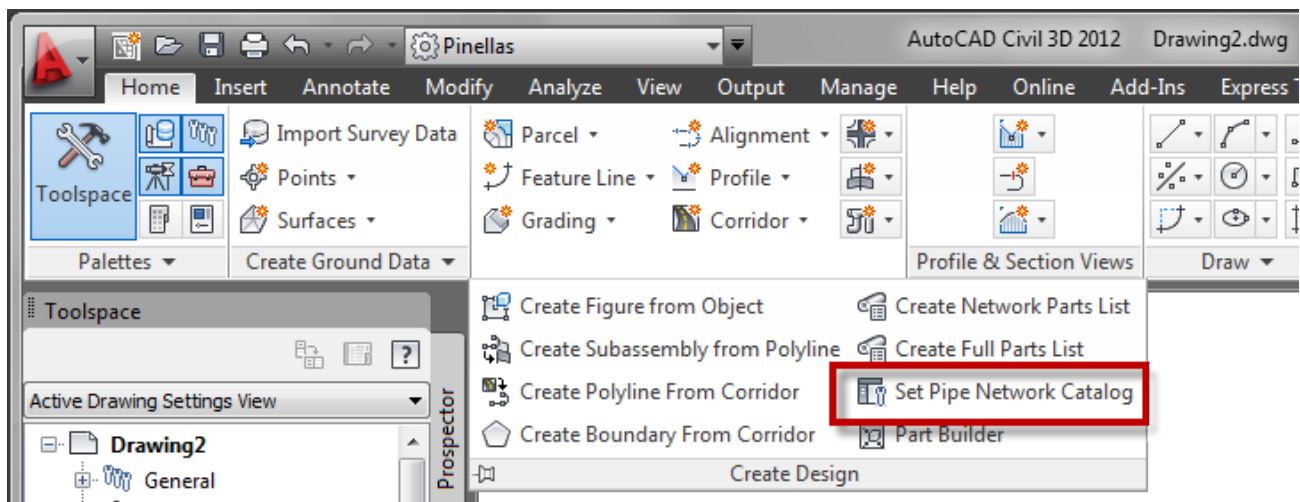 Pinellas AutoCAD Civil 3D 2012 Drawing2.dwg
Home Insert Annotate Modify Analyze View Output Manage Help Online Add-Ins Express
Import Survey Data Parcel Alignment
Toolspace Points Feature Line Profile
Surfaces Grading Corridor
Palettes Create Ground Data Profile & Section Views Draw
Toolspace
Create Figure from Object Create Network Parts List
Create Subassembly from Polyline Create Full Parts List
Active Drawing Settings View Create Polyline From Corridor Set Pipe Network Catalog
Drawing2 Create Boundary From Corridor Part Builder
General Create Design
Prospector